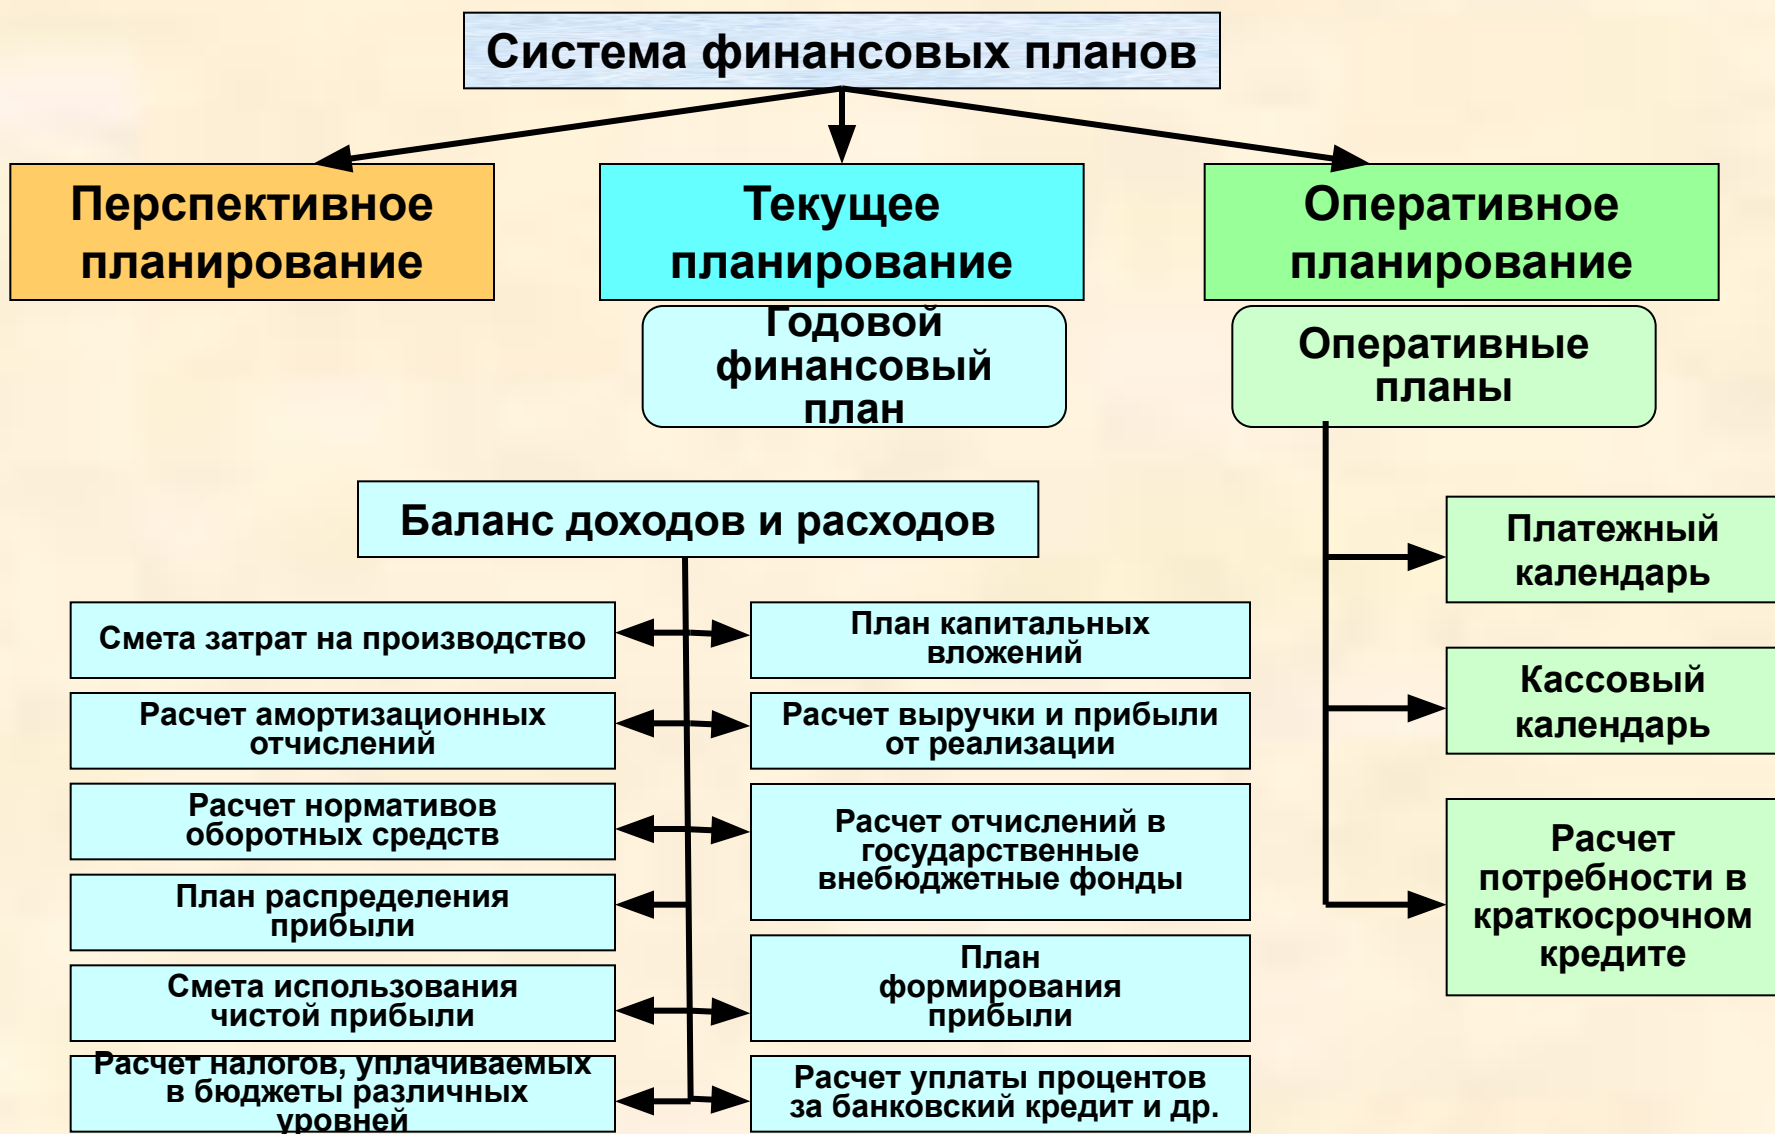 Система финансовых планов
Перспективное
планирование
Текущее
планирование
Оперативное
планирование
Годовой
финансовый
план
Оперативные
планы
Баланс доходов и расходов
Смета затрат на производство
Расчет амортизационных
отчислений
Расчет нормативов
оборотных средств
План распределения
прибыли
Смета использования
чистой прибыли
Расчет налогов, уплачиваемых
в бюджеты различных
уровней
План капитальных
вложений
Расчет выручки и прибыли
от реализации
Расчет отчислений в
государственные
внебюджетные фонды
План
формирования
прибыли
Расчет уплаты процентов
за банковский кредит и др.
Платежный
календарь
Кассовый
календарь
Расчет
потребности в
краткосрочном
кредите